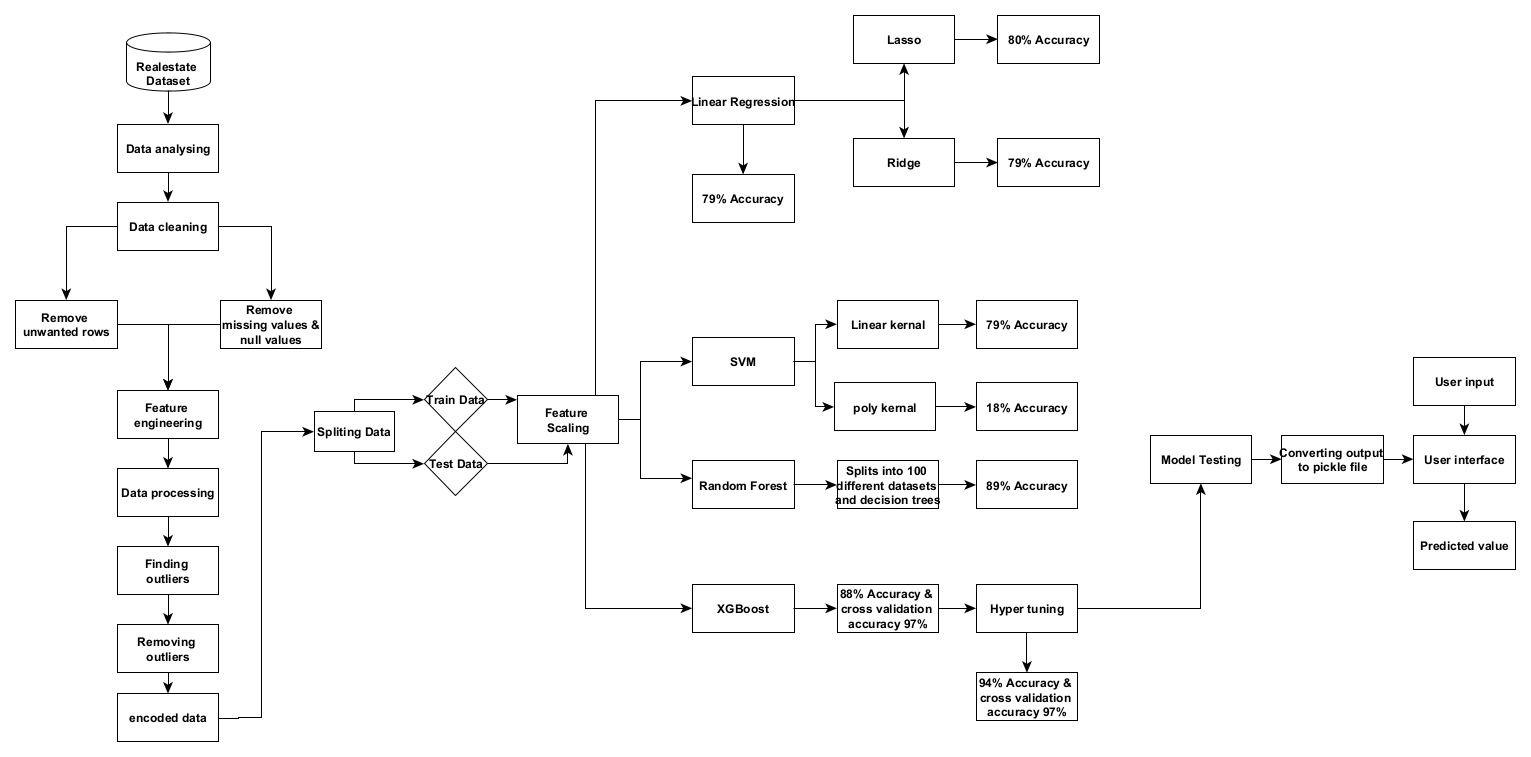 Realestate
Dataset
Data analysing
Data cleaning
Remove
unwanted rows
Remove
missing values &
null values
Feature
engineering
Data processing
Finding
outliers
Removing
outliers
encoded data
Spliting Data
Train Data
Test Data
Feature
Scaling
Linear Regression
79% Accuracy
Lasso
80% Accuracy
Ridge
79% Accuracy
SVM
Linear kernal
79% Accuracy
poly kernal
18% Accuracy
Random Forest
Splits into 100
different datasets
and decision trees
89% Accuracy
XGBoost
88% Accuracy &
cross validation
accuracy 97%
Hyper tuning
94% Accuracy &
cross validation
accuracy 97%
Model Testing
Converting output
to pickle file
User input
User interface
Predicted value